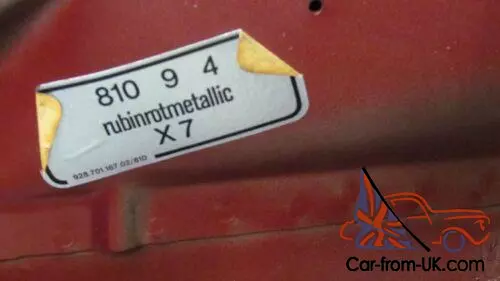 810 9 4
rubinrotmetallic
X7
928.701.167.02/810
Car-from-UK.com